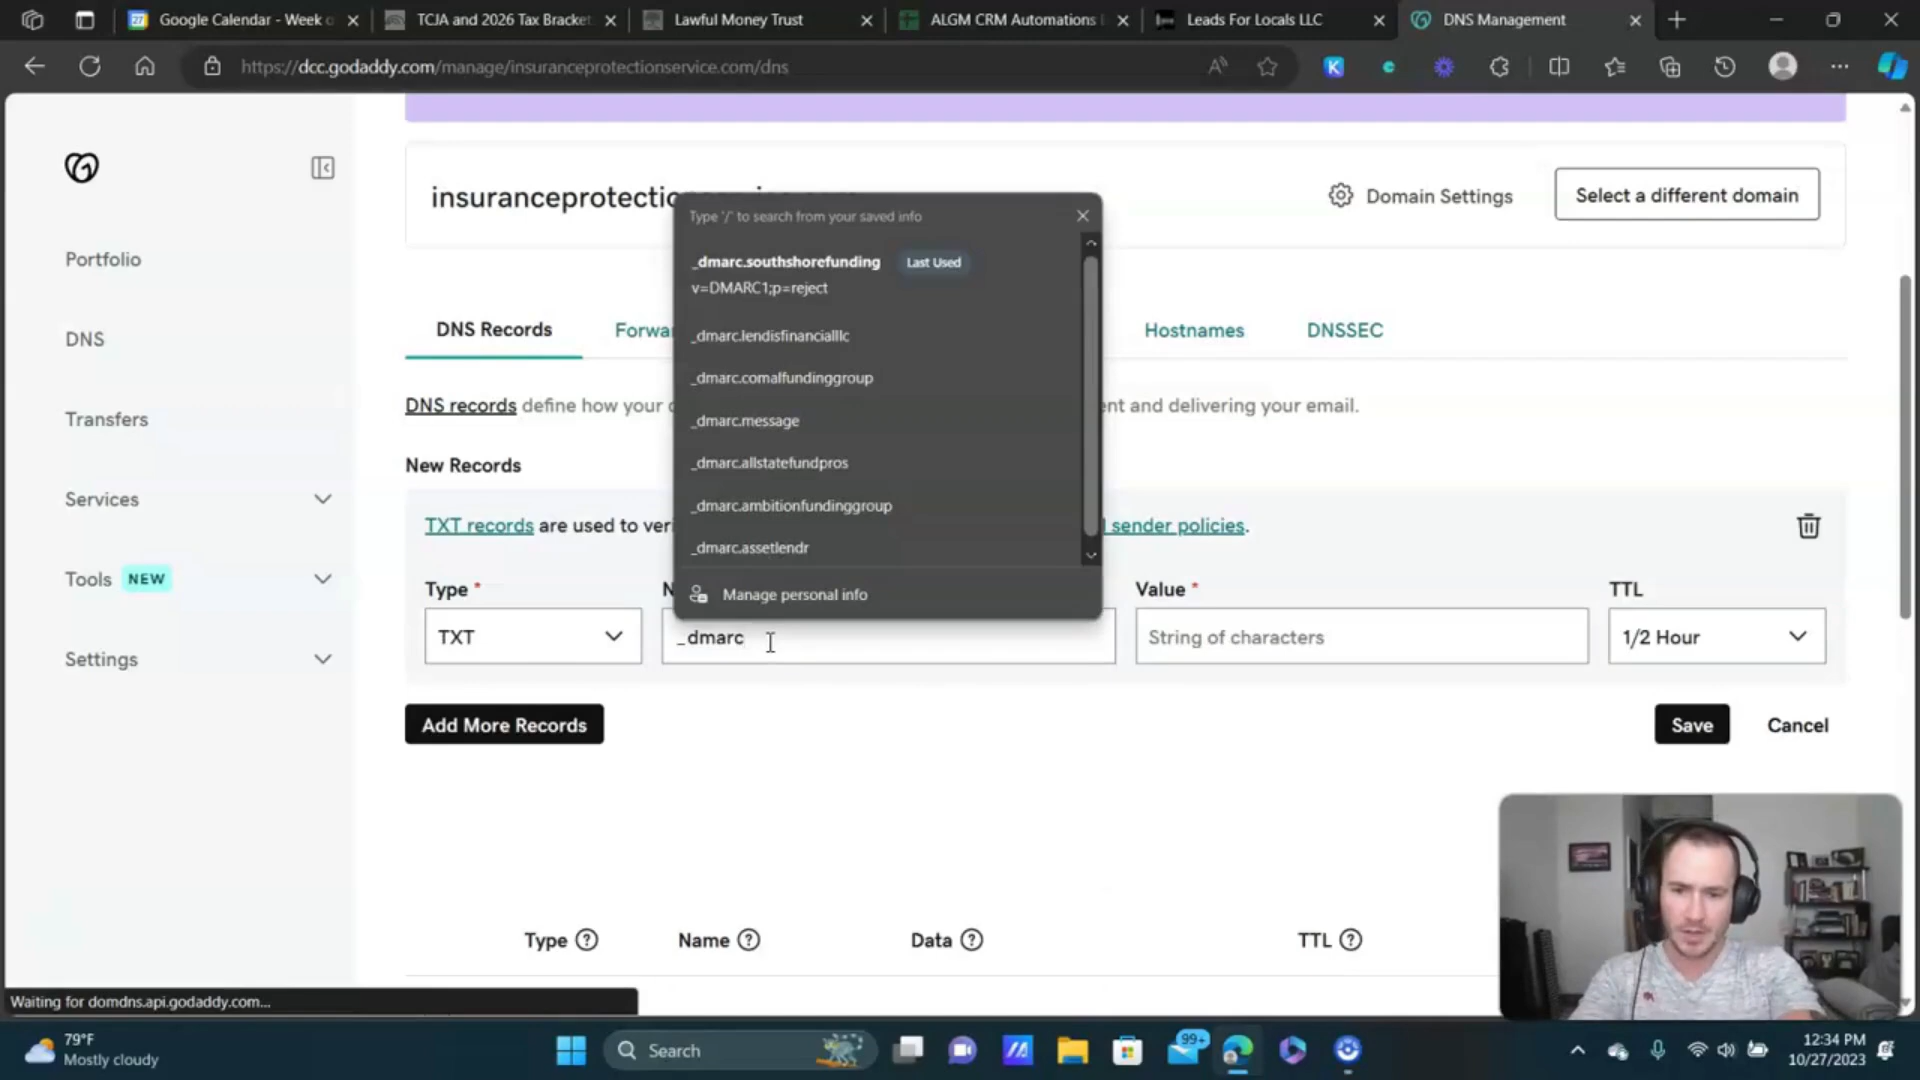 Google Calendar - Week o
TCJA and 2026 Tax Bracket
Lawful Money Trust
ALGM CRM Automations
Leads For Locals LLC
DNS Management
https://dcc.godaddy.com/manage/insuranceprotectionservice.com/dns
Portfolio
DNS
Transfers
Services
Tools NEW
Settings
insuranceprotection
Domain Settings
Select a different domain
Type '/' to search from your saved info
_dmarc.southshorefunding Last Used
v=DMARC1;p=reject
_dmarc.lendisfinancialllc
_dmarc.comalfundinggroup
_dmarc.message
_dmarc.allstatefundpros
_dmarc.ambitionfundinggroup
_dmarc.assetlendr
Manage personal info
DNS Records
Forwa
Hostnames
DNSSEC
DNS records define how your
nt and delivering your email.
New Records
TXT records are used to veri
sender policies.
Type *
N
Value *
TTL
TXT
_dmarc
String of characters
1/2 Hour
Add More Records
Save
Cancel
Type ?
Name ?
Data ?
TTL ?
Waiting for domdns.api.godaddy.com...
79°F
Mostly cloudy
Search
99+
12:34 PM
10/27/2023